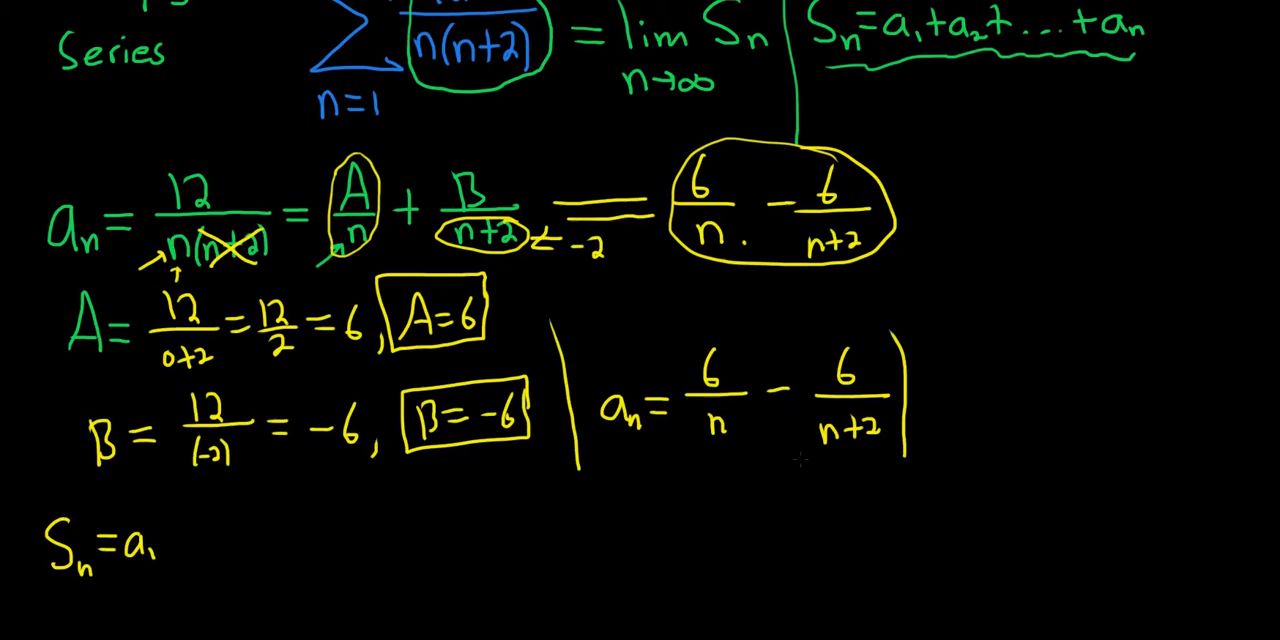 Series
∑ n=1 n(n+2) = lim n→∞ Sn
Sn = a1 + a2 + ... + an
an = 12/n(n+2) = A/n + B/n+2 ← -2 = 6/n - 6/n+2
A = 12/0+2 = 12/2 = 6, A = 6
B = 12/(-2) = -6, B = -6
an = 6/n - 6/n+2
Sn = a1